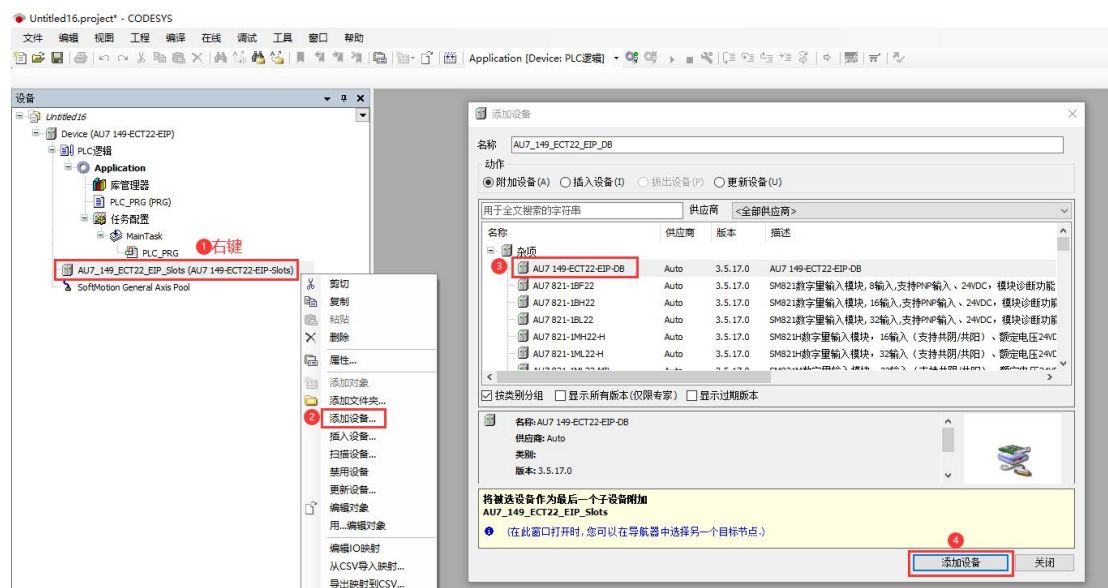 Untitled16.project* - CODESYS
文件 编辑 视图 工程 编译 在线 调试 工具 窗口 帮助
Application [Device: PLC逻辑]
设备
Untitled16
Device (AU7 149-ECT22-EIP)
PLC逻辑
Application
库管理器
PLC_PRG (PRG)
任务配置
MainTask
PLC_PRG
1右键
AU7_149_ECT22_EIP_Slots (AU7 149-ECT22-EIP-Slots)
SoftMotion General Axis Pool
剪切
复制
粘贴
删除
属性...
添加对象
添加文件夹...
2 添加设备...
插入设备...
扫描设备...
禁用设备
更新设备...
编辑对象
用...编辑对象
编辑IO映射
从CSV导入映射...
导出映射到CSV...
添加设备
名称 AU7_149_ECT22_EIP_DB
动作
附加设备(A) 插入设备(I) 拨出设备(P) 更新设备(U)
用于全文搜索的字符串 供应商 <全部供应商>
名称 供应商 版本 描述
杂项
3 AU7 149-ECT22-EIP-DB Auto 3.5.17.0 AU7 149-ECT22-EIP-DB
AU7 821-1BF22 Auto 3.5.17.0 SM821数字里输入模块, 8输入,支持PNP输入、24VDC，模块诊断功能
AU7 821-1BH22 Auto 3.5.17.0 SM821数字里输入模块, 16输入,支持PNP输入、24VDC，模块诊断功能
AU7 821-1BL22 Auto 3.5.17.0 SM821数字里输入模块, 32输入,支持PNP输入、24VDC，模块诊断功能
AU7 821-1MH22-H Auto 3.5.17.0 SM821H数字里输入模块，16输入（支持共阴/共阳）、额定电压24VDC
AU7 821-1ML22-H Auto 3.5.17.0 SM821H数字里输入模块，32输入（支持共阴/共阳）、额定电压24VDC
按类别分组 显示所有版本(仅限专家) 显示过期版本
名称: AU7 149-ECT22-EIP-DB
供应商: Auto
类别:
版本: 3.5.17.0
将被选设备作为最后一个子设备附加
AU7_149_ECT22_EIP_Slots
(在此窗口打开时, 您可以在导航器中选择另一个目标节点.)
4
添加设备 关闭